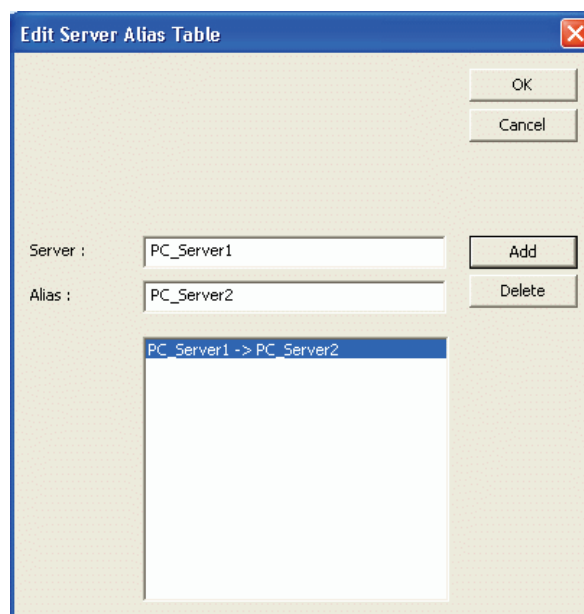 Edit Server Alias Table
OK
Cancel
Server : PC_Server1 Add
Alias : PC_Server2 Delete
PC_Server1 -> PC_Server2